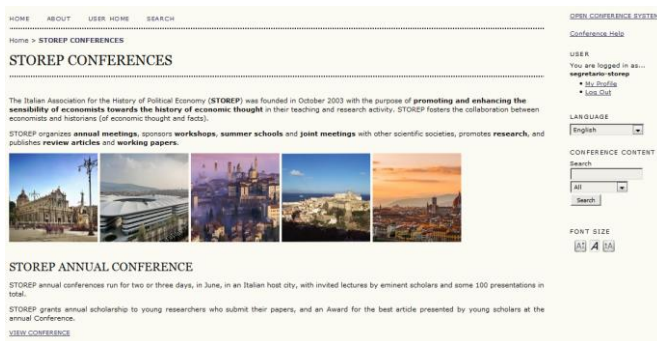 HOME ABOUT USER HOME SEARCH
Home > STOREP CONFERENCES
STOREP CONFERENCES
The Italian Association for the History of Political Economy (STOREP) was founded in October 2003 with the purpose of promoting and enhancing the
sensibility of economists towards the history of economic thought in their teaching and research activity. STOREP fosters the collaboration between
economists and historians (of economic thought and facts).
STOREP organizes annual meetings, sponsors workshops, summer schools and joint meetings with other scientific societies, promotes research, and
publishes review articles and working papers.
STOREP ANNUAL CONFERENCE
STOREP annual conferences run for two or three days, in June, in an Italian host city, with invited lectures by eminent scholars and some 100 presentations in
total.
STOREP grants annual scholarship to young researchers who submit their papers, and an Award for the best article presented by young scholars at the
annual Conference.
VIEW CONFERENCE
OPEN CONFERENCE SYSTEM
Conference Help
USER
You are logged in as...
segretario-storep
My Profile
Log Out
LANGUAGE
English
CONFERENCE CONTENT
Search
All
Search
FONT SIZE
A A A